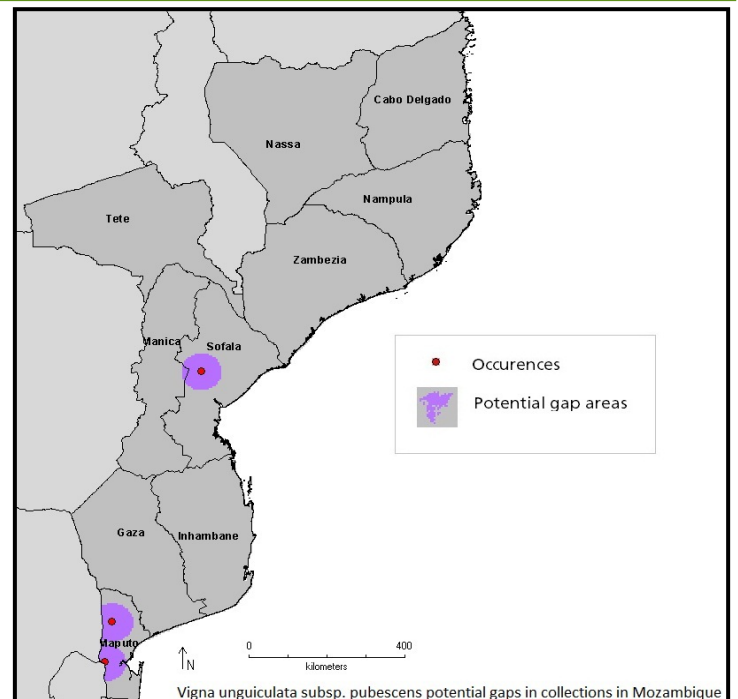 Cabo Delgado
Nassa
Nampula
Tete
Zambezia
Manica
Sofala
Occurences
Potential gap areas
Gaza
Inhambane
Maputo
0 400
kilometers
N
Vigna unguiculata subsp. pubescens potential gaps in collections in Mozambique